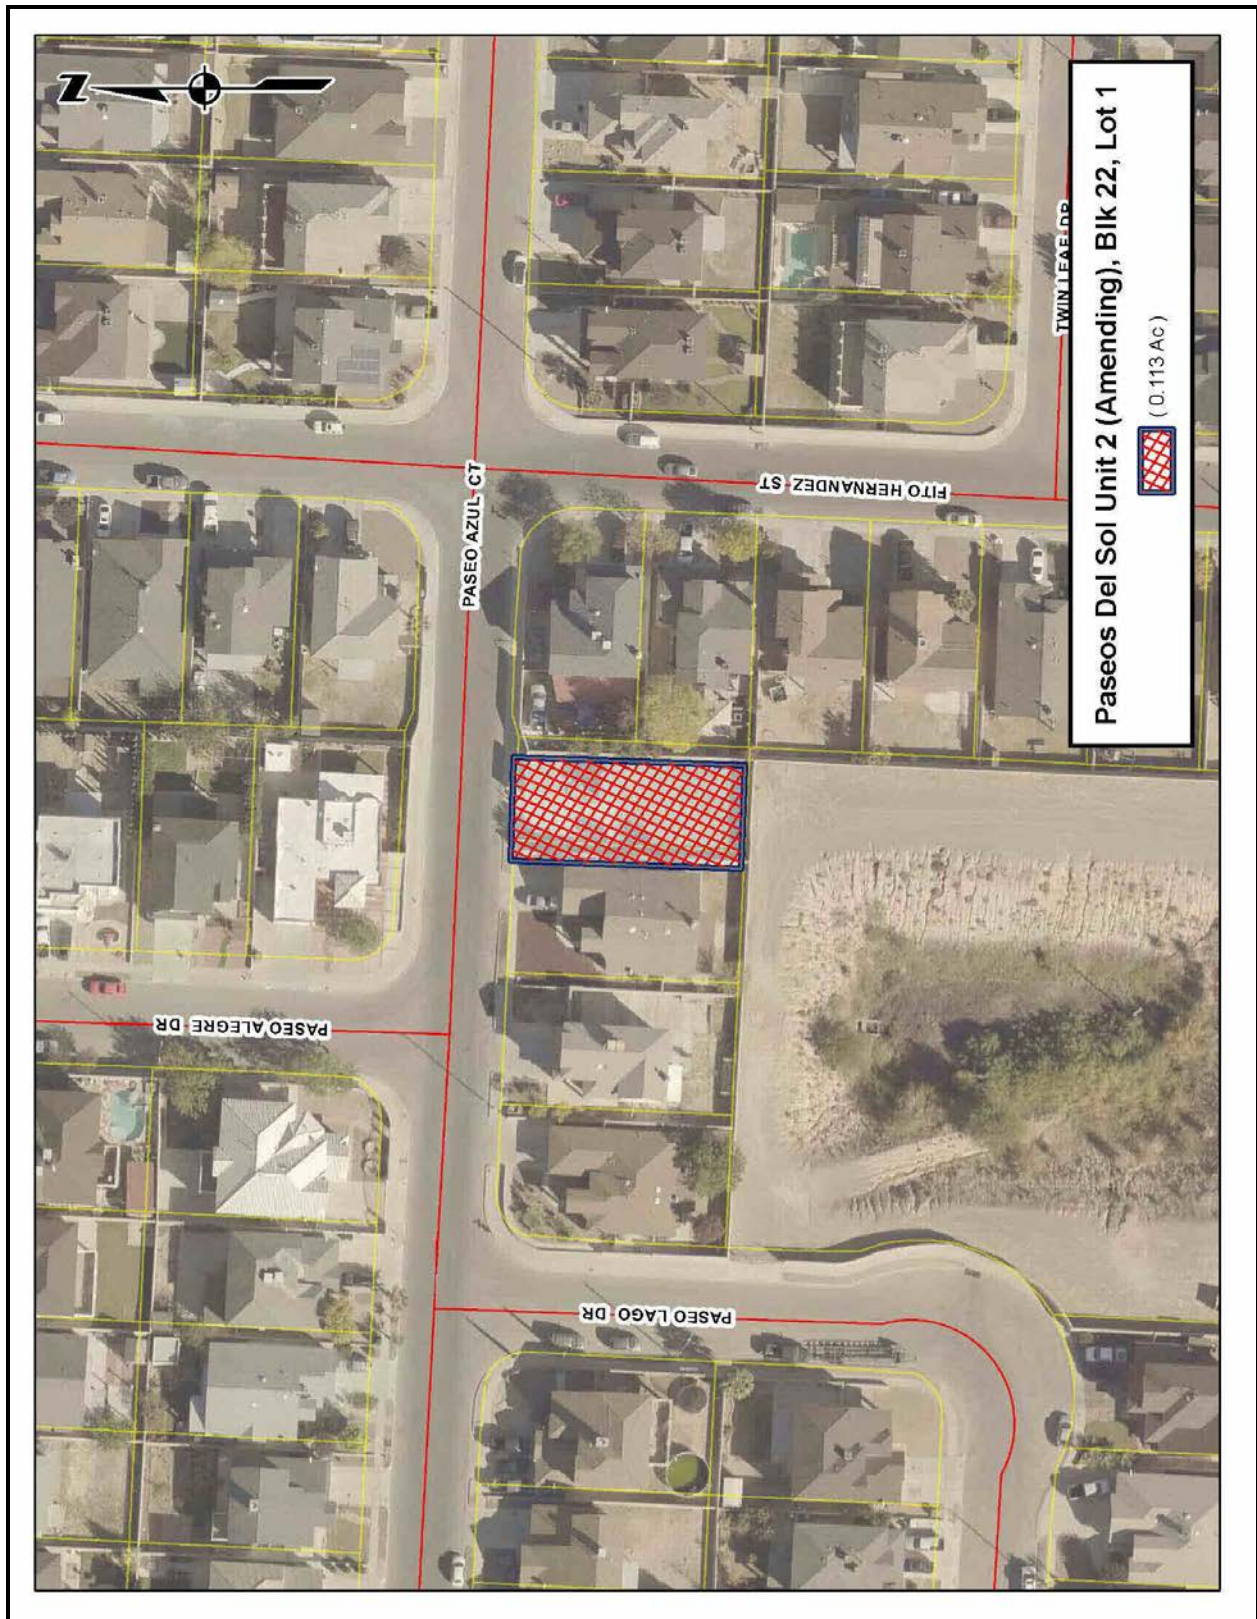 N
PASEO AZUL CT
FITO HERNANDEZ ST
TWIN LEAF DR
PASEO ALEGRE DR
PASEO LAGO DR
Paseos Del Sol Unit 2 (Amending), Blk 22, Lot 1
( 0.113 Ac )